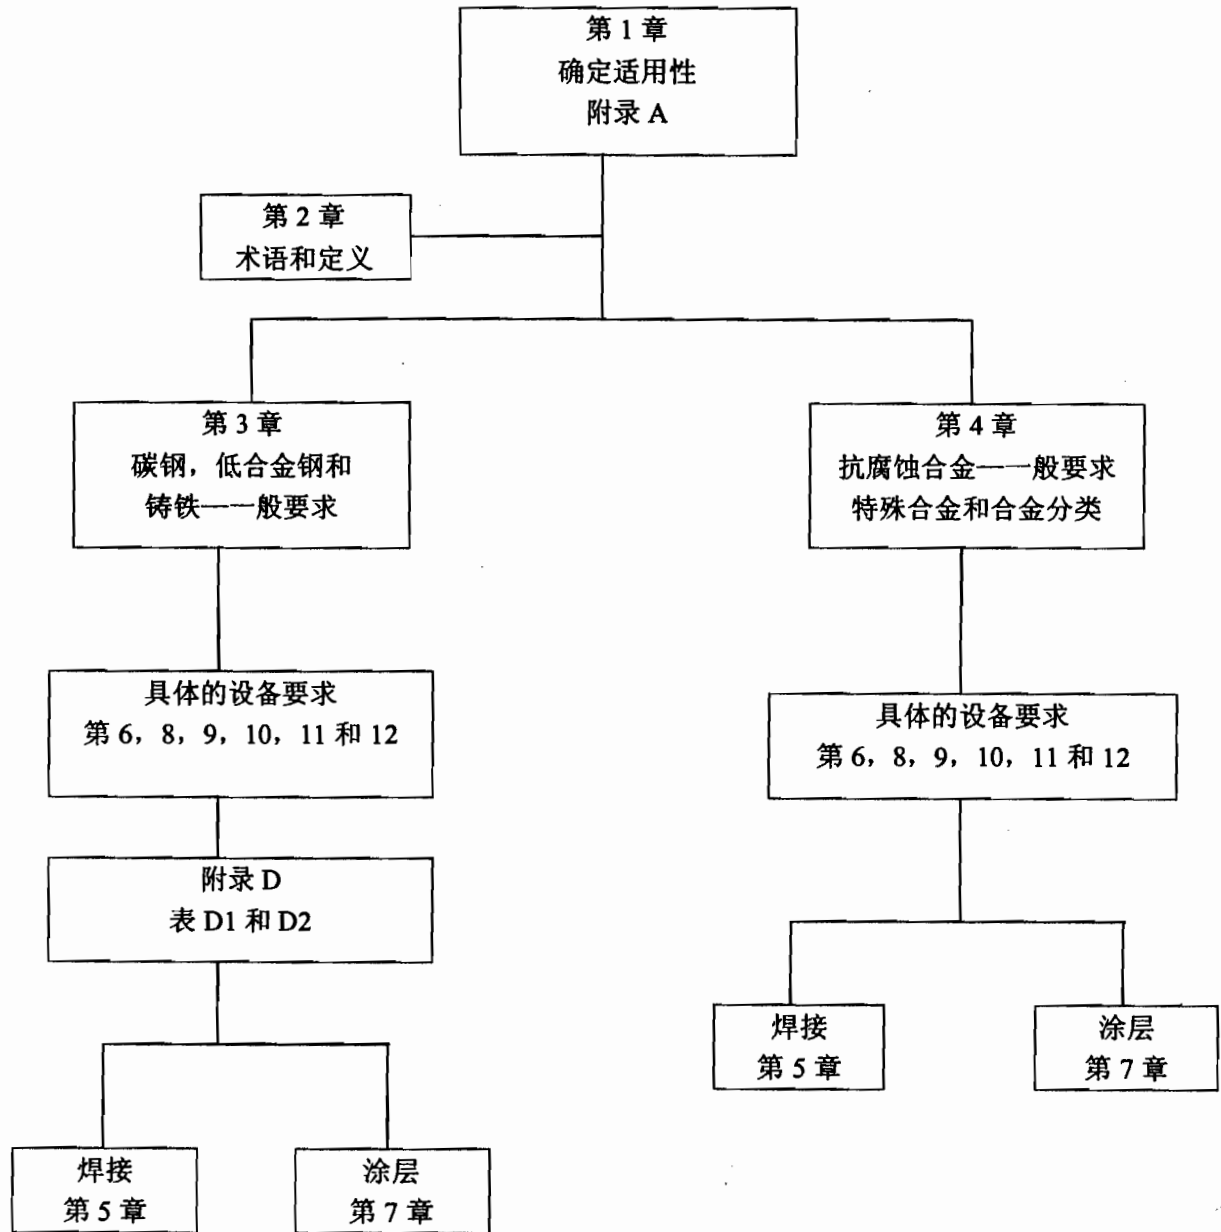 第 1 章
确定适用性
附录 A
第 2 章
术语和定义
第 3 章
碳钢，低合金钢和
铸铁——一般要求
第 4 章
抗腐蚀合金——一般要求
特殊合金和合金分类
具体的设备要求
第 6，8，9，10，11 和 12
具体的设备要求
第 6，8，9，10，11 和 12
附录 D
表 D1 和 D2
焊接
第 5 章
涂层
第 7 章
焊接
第 5 章
涂层
第 7 章